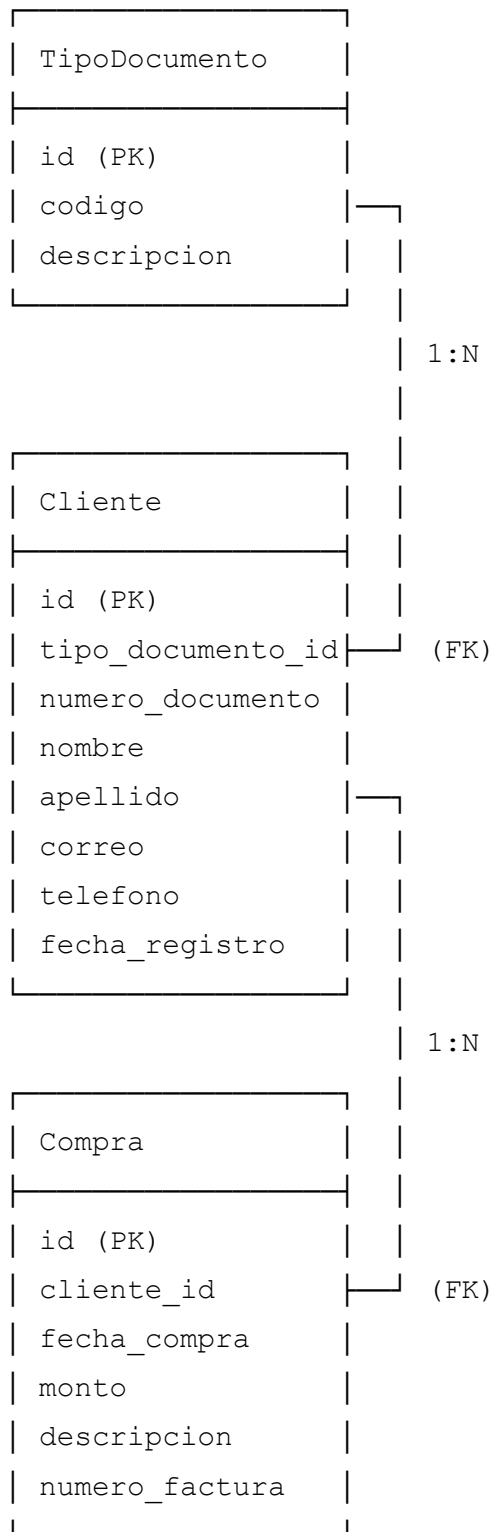 TipoDocumento
id (PK)
codigo
descripcion
1:N
Cliente
id (PK)
tipo_documento_id (FK)
numero_documento
nombre
apellido
correo
telefono
fecha_registro
1:N
Compra
id (PK)
cliente_id (FK)
fecha_compra
monto
descripcion
numero_factura